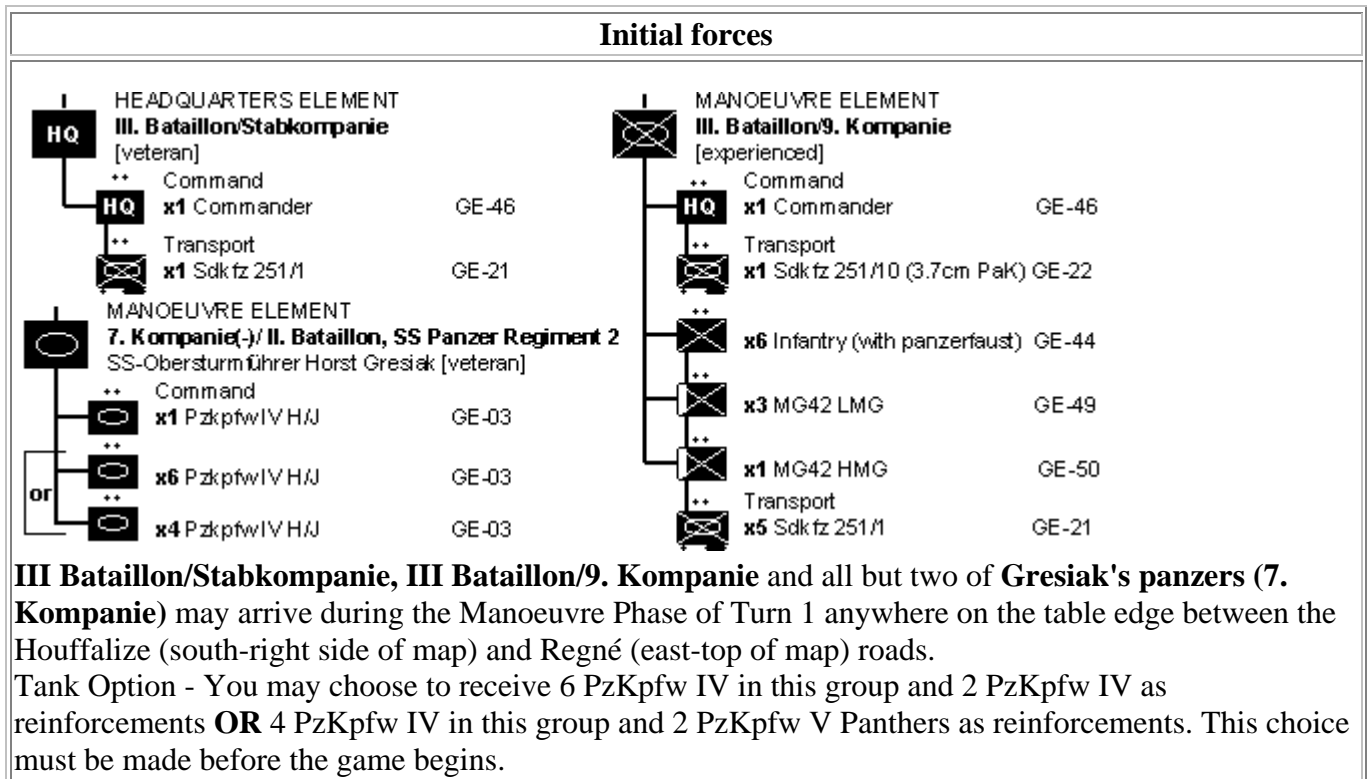 Initial forces
HEADQUARTERS ELEMENT
HQ III. Bataillon/Stabkompanie
[veteran]
++ Command
HQ x1 Commander GE-46
++ Transport
x1 Sdkfz 251/1 GE-21
MANOEUVRE ELEMENT
7. Kompanie(-)/ II. Bataillon, SS Panzer Regiment 2
SS-Obersturmführer Horst Gresiak [veteran]
++ Command
x1 PzkpfwIV H/J GE-03
++
x6 PzkpfwIV H/J GE-03
or
++
x4 PzkpfwIV H/J GE-03
MANOEUVRE ELEMENT
III. Bataillon/9. Kompanie
[experienced]
++ Command
HQ x1 Commander GE-46
++ Transport
x1 Sdkfz 251/10 (3.7cm PaK) GE-22
++
x6 Infantry (with panzerfaust) GE-44
++
x3 MG42 LMG GE-49
++
x1 MG42 HMG GE-50
++ Transport
x5 Sdkfz 251/1 GE-21
III Bataillon/Stabkompanie, III Bataillon/9. Kompanie and all but two of Gresiak's panzers (7.
Kompanie) may arrive during the Manoeuvre Phase of Turn 1 anywhere on the table edge between the
Houffalize (south-right side of map) and Regné (east-top of map) roads.
Tank Option - You may choose to receive 6 PzKpfw IV in this group and 2 PzKpfw IV as
reinforcements OR 4 PzKpfw IV in this group and 2 PzKpfw V Panthers as reinforcements. This choice
must be made before the game begins.